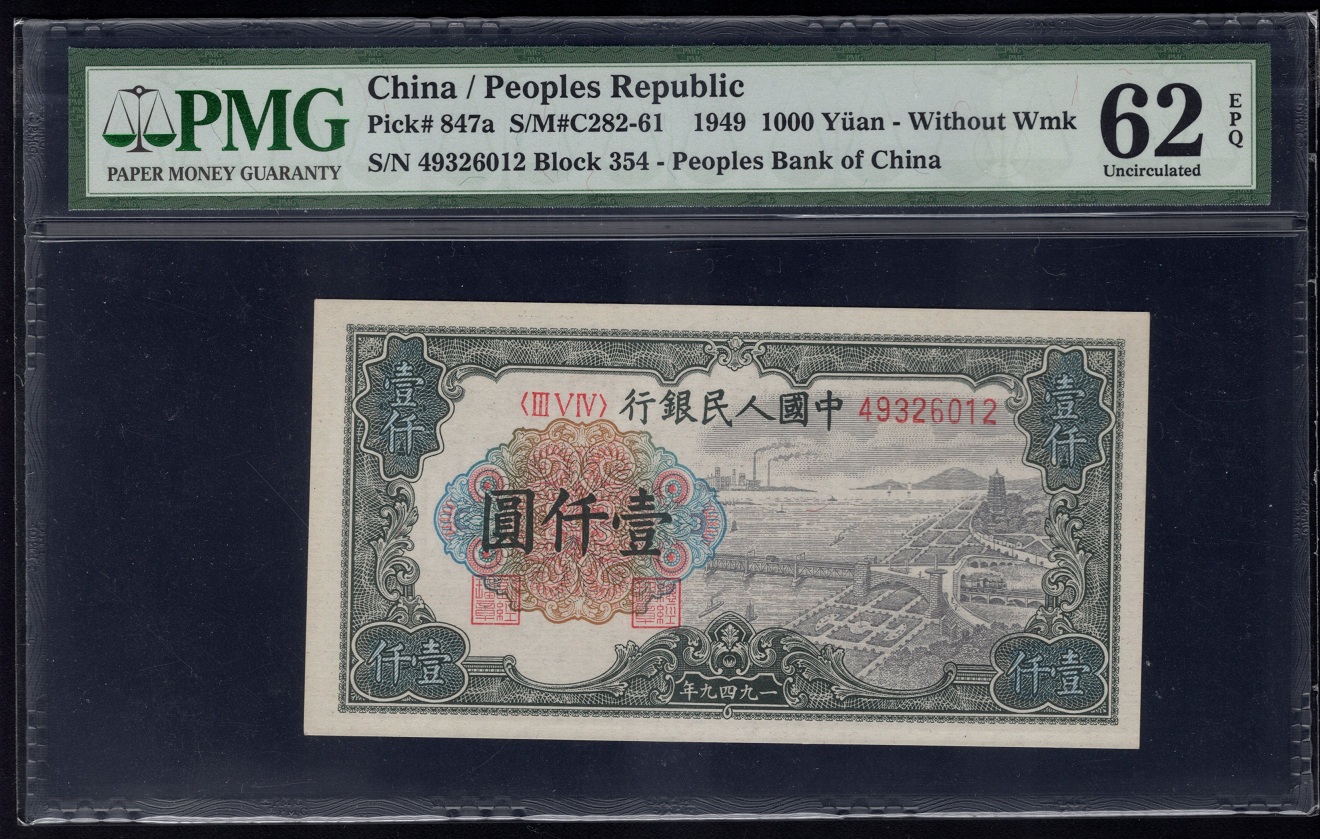 PMG
PAPER MONEY GUARANTY
China / Peoples Republic
Pick# 847a S/M#C282-61 1949 1000 Yüan - Without Wmk
S/N 49326012 Block 354 - Peoples Bank of China
62
Uncirculated
EPQ
壹仟
壹仟
〈III V IV〉 行銀民人國中 49326012
圓仟壹
仟壹
仟壹
年九四九一